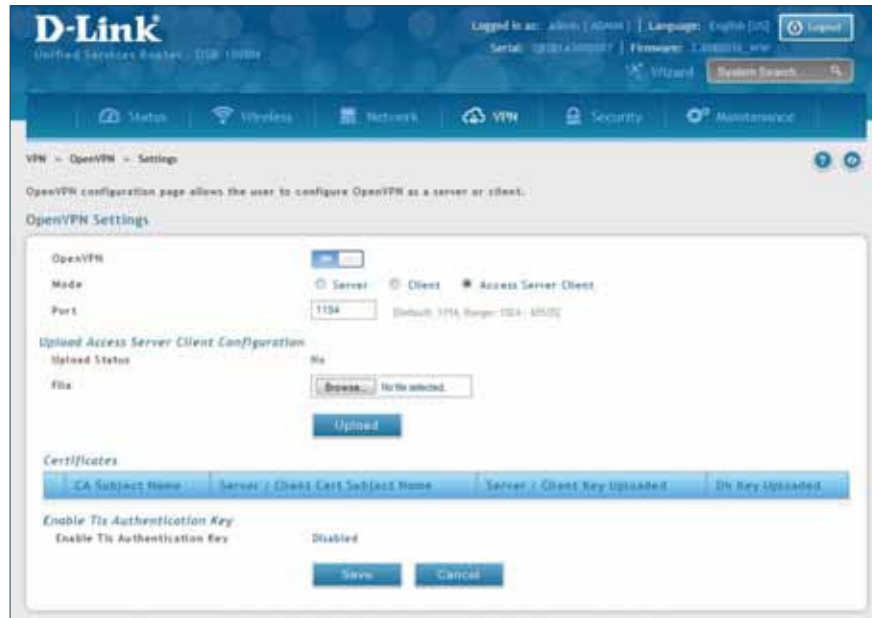 D-Link
Logged in as: admin [ADMIN] | Language: English [US]
Logout
Unified Services Router - DSR-1000N
Serial: | Firmware:
Wizard
System Search...
Status
Wireless
Network
VPN
Security
Maintenance
VPN » OpenVPN » Settings
OpenVPN configuration page allows the user to configure OpenVPN as a server or client.
OpenVPN Settings
OpenVPN ON
Mode Server Client Access Server Client
Port 1194 [Default: 1194, Range: 1024 - 65535]
Upload Access Server Client Configuration
Upload Status No
File Browse... No file selected.
Upload
Certificates
CA Subject Name Server / Client Cert Subject Name Server / Client Key Uploaded Dh Key Uploaded
Enable Tls Authentication Key
Enable Tls Authentication Key Disabled
Save Cancel